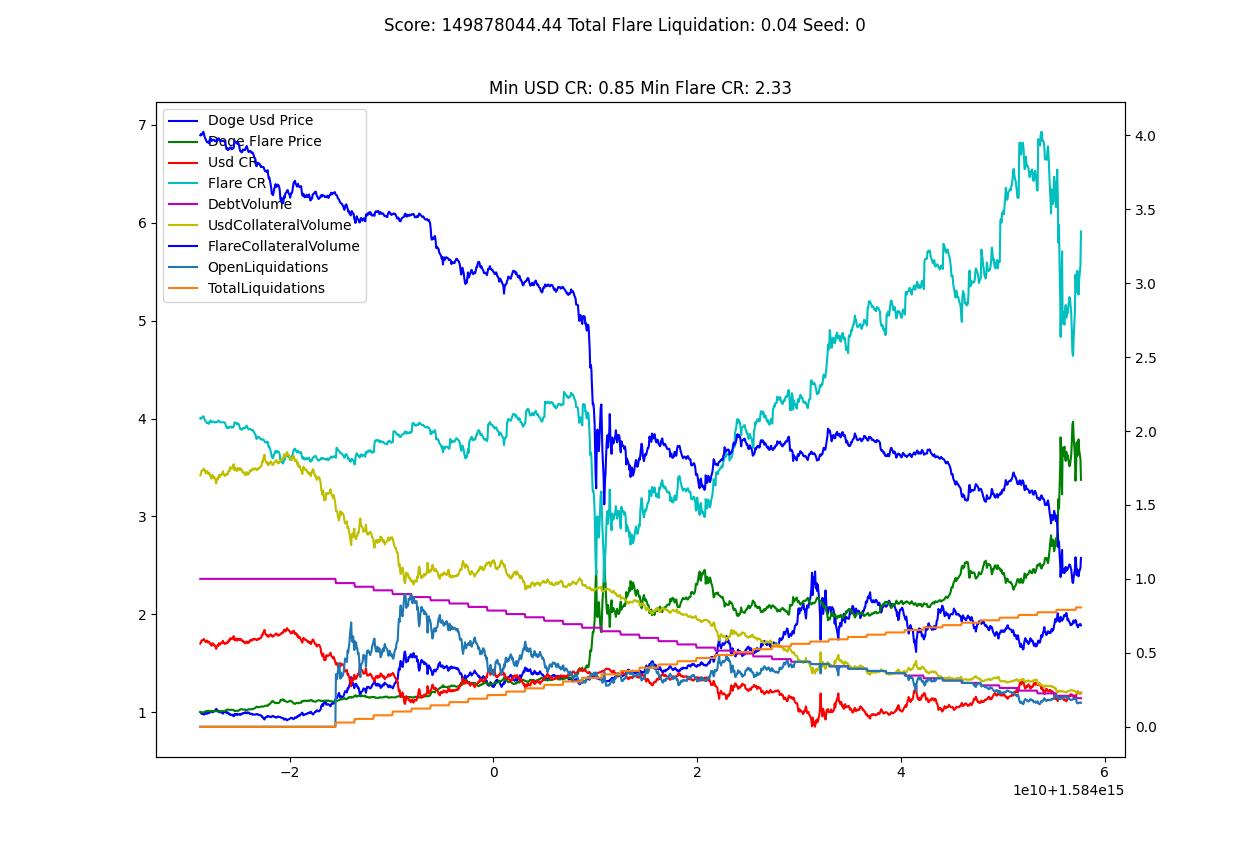 Score: 149878044.44 Total Flare Liquidation: 0.04 Seed: 0
Min USD CR: 0.85 Min Flare CR: 2.33
Doge Usd Price
Doge Flare Price
Usd CR
Flare CR
DebtVolume
UsdCollateralVolume
FlareCollateralVolume
OpenLiquidations
TotalLiquidations
7
6
5
4
3
2
1
4.0
3.5
3.0
2.5
2.0
1.5
1.0
0.5
0.0
−2
0
2
4
6
1e10+1.584e15